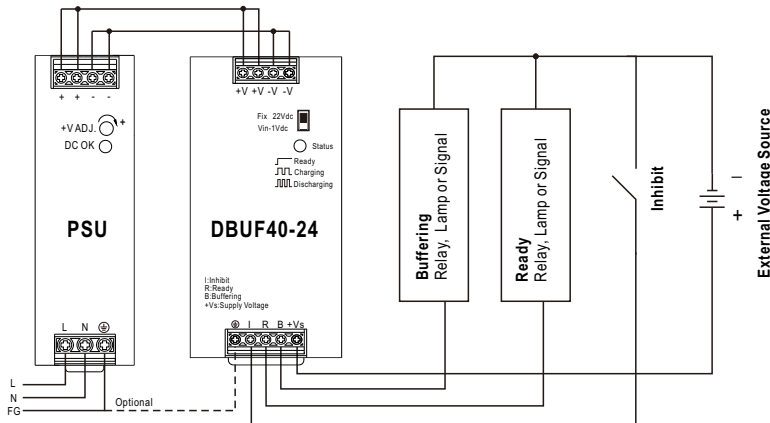 + + - -
+V +V -V -V
+V ADJ.
+
DC OK
PSU
L N
L
N
FG
Optional
Fix 22Vdc
Vin-1Vdc
Status
Ready
Charging
Discharging
DBUF40-24
I:Inhibit
R:Ready
B:Buffering
+Vs:Supply Voltage
I R B +Vs
Buffering
Relay, Lamp or Signal
Ready
Relay, Lamp or Signal
Inhibit
+ –
External Voltage Source